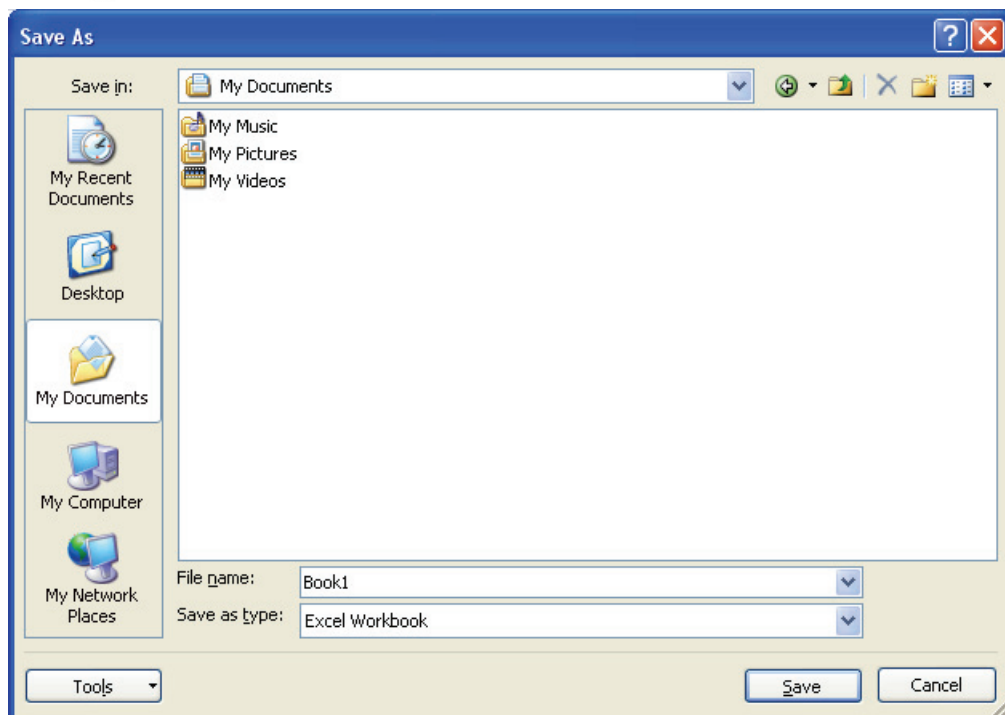 Save As
Save in:
My Documents
My Music
My Pictures
My Videos
My Recent
Documents
Desktop
My Documents
My Computer
My Network
Places
File name:
Book1
Save as type:
Excel Workbook
Tools
Save
Cancel